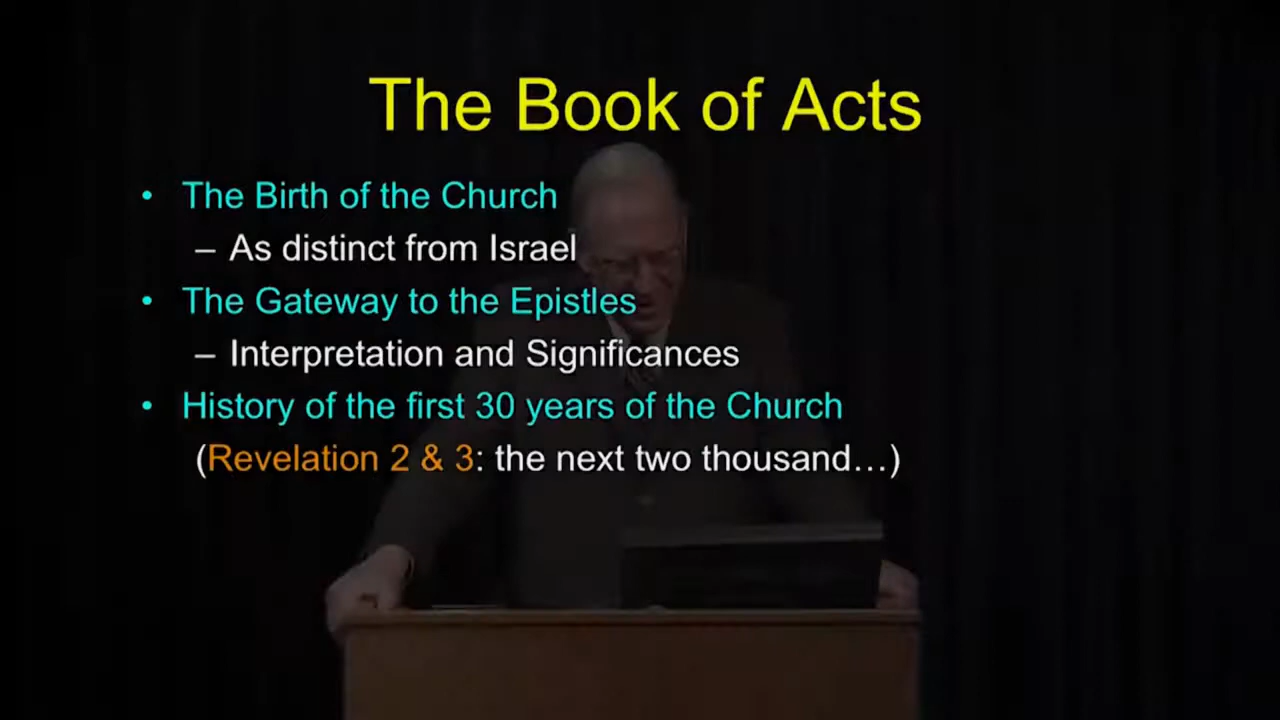 The Book of Acts
• The Birth of the Church
– As distinct from Israel
• The Gateway to the Epistles
– Interpretation and Significances
• History of the first 30 years of the Church
(Revelation 2 & 3: the next two thousand…)